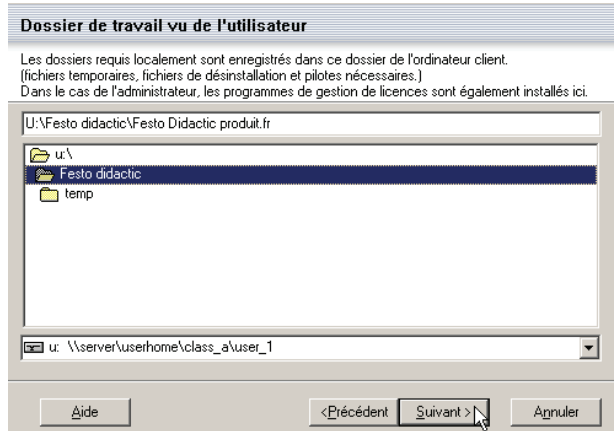 Dossier de travail vu de l'utilisateur
Les dossiers requis localement sont enregistrés dans ce dossier de l'ordinateur client.
(fichiers temporaires, fichiers de désinstallation et pilotes nécessaires.)
Dans le cas de l'administrateur, les programmes de gestion de licences sont également installés ici.
U:\Festo didactic\Festo Didactic produit.fr
u:\
Festo didactic
temp
u: \\server\userhome\class_a\user_1
Aide
<Précédent
Suivant >
Annuler